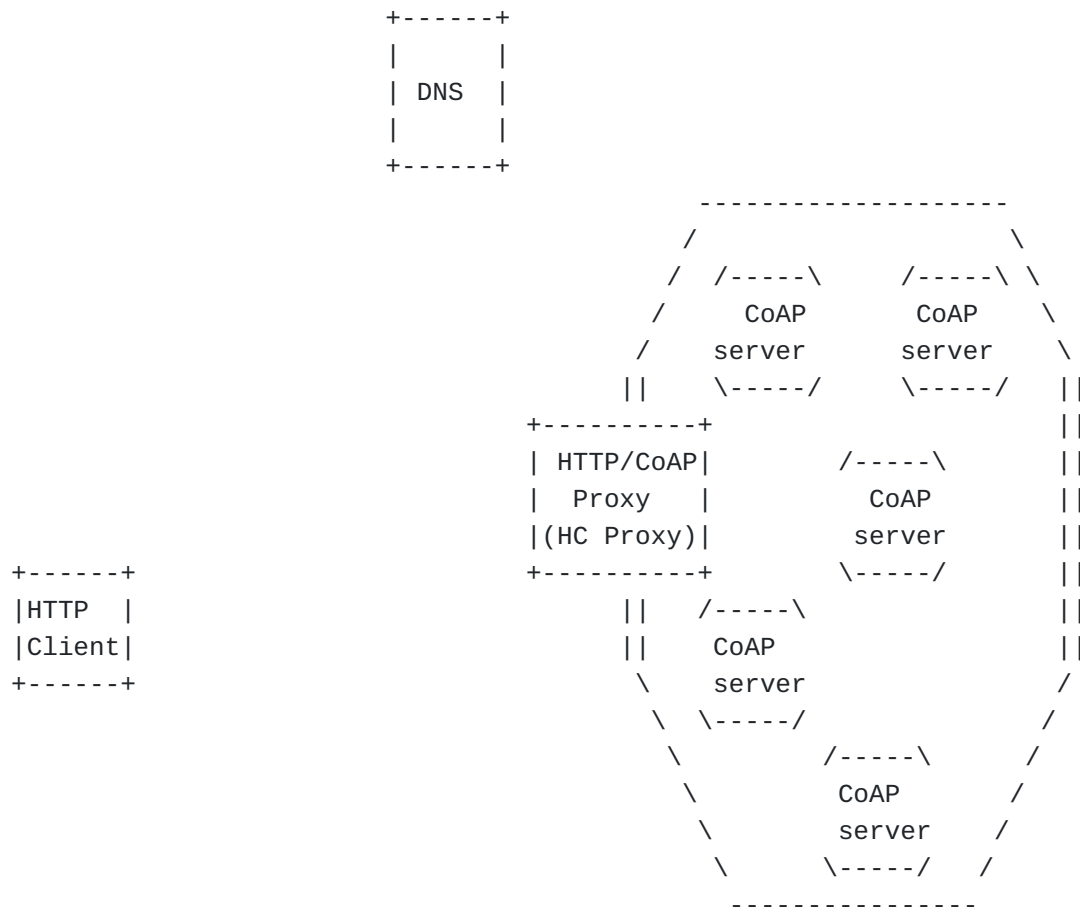 DNS
CoAP CoAP
server server
HTTP/CoAP
Proxy
(HC Proxy)
CoAP
server
HTTP
Client
CoAP
server
CoAP
server